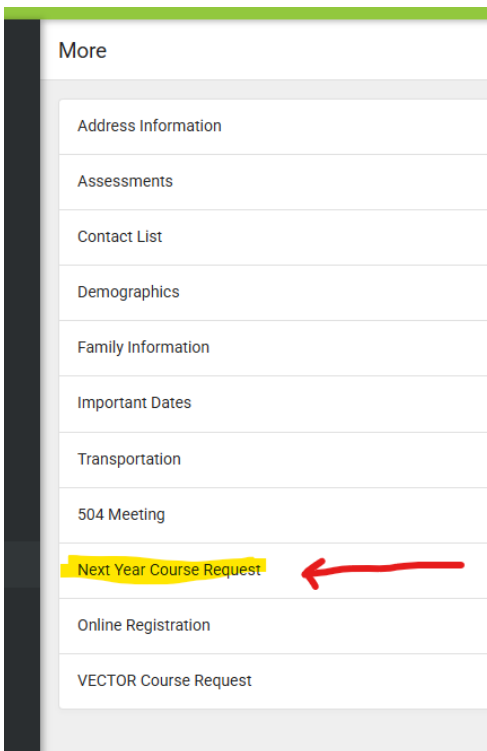 More
Address Information
Assessments
Contact List
Demographics
Family Information
Important Dates
Transportation
504 Meeting
Next Year Course Request
Online Registration
VECTOR Course Request